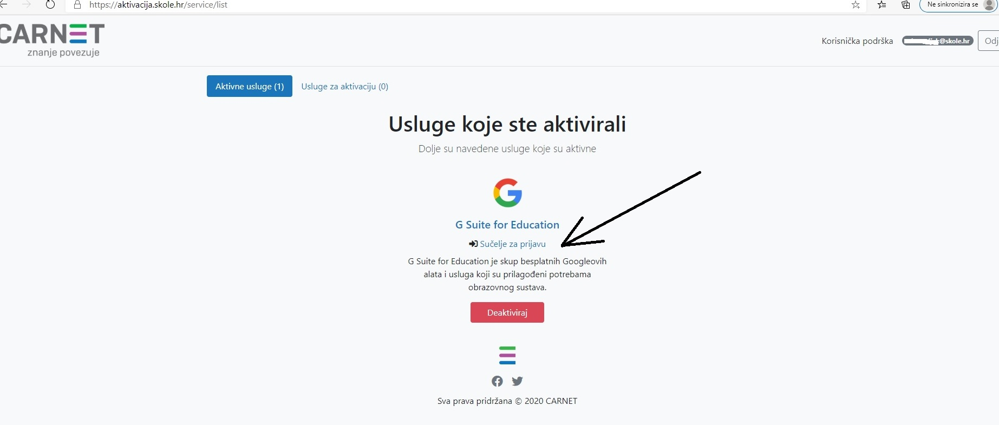 https://aktivacija.skole.hr/service/list
Ne sinkronizira se
CARNET
znanje povezuje
Korisnička podrška
@skole.hr
Aktivne usluge (1)
Usluge za aktivaciju (0)
Usluge koje ste aktivirali
Dolje su navedene usluge koje su aktivne
G Suite for Education
Sučelje za prijavu
G Suite for Education je skup besplatnih Googleovih
alata i usluga koji su prilagođeni potrebama
obrazovnog sustava.
Deaktiviraj
Sva prava pridržana © 2020 CARNET